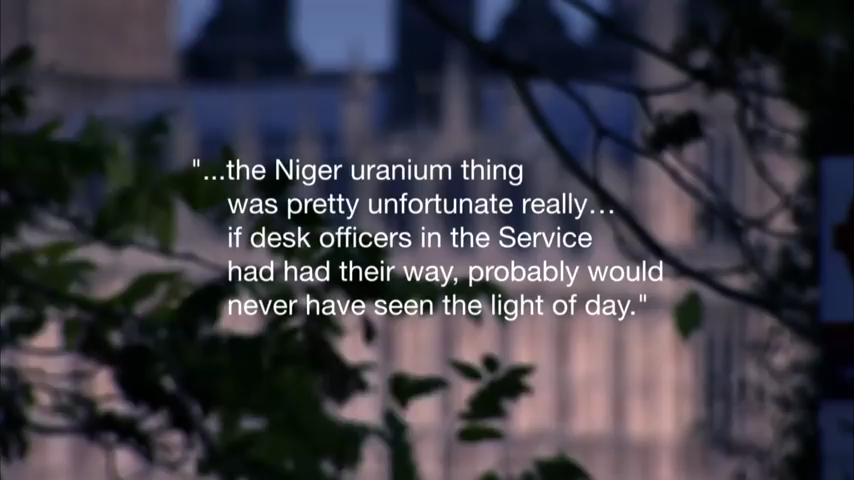 "...the Niger uranium thing
was pretty unfortunate really...
if desk officers in the Service
had had their way, probably would
never have seen the light of day."